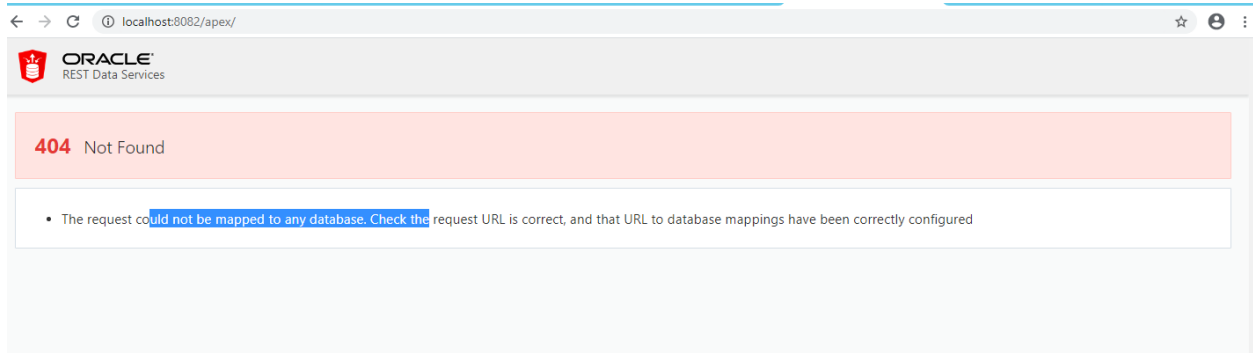 localhost:8082/apex/
ORACLE
REST Data Services
404 Not Found
• The request could not be mapped to any database. Check the request URL is correct, and that URL to database mappings have been correctly configured